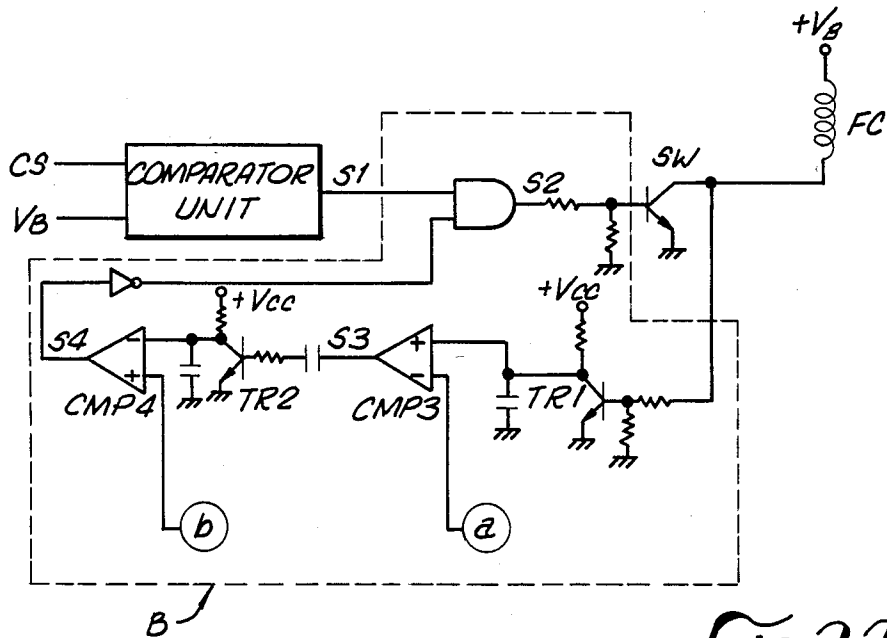 +VB
FC
SW
CS
COMPARATOR
UNIT
S1
S2
VB
+Vcc
+Vcc
S4
-
+
CMP4
TR2
S3
+
-
CMP3
TR1
b
a
B